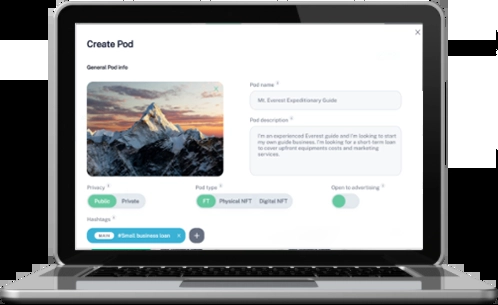 Create Pod
General Pod info
Pod name
Mt. Everest Expeditionary Guide
Pod description
I'm an experienced Everest guide and I'm looking to start
my own guide business. I'm looking for a short-term loan
to cover upfront equipments costs and marketing
services.
Privacy
Pod type
Open to advertising
Public
Private
FT
Physical NFT
Digital NFT
Hashtags
MAIN
#Small business loan